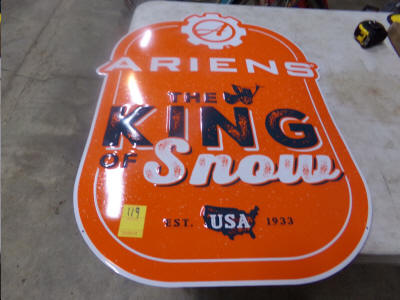 A
ARIENS
THE
KING
OF Snow
119
EST. USA 1933